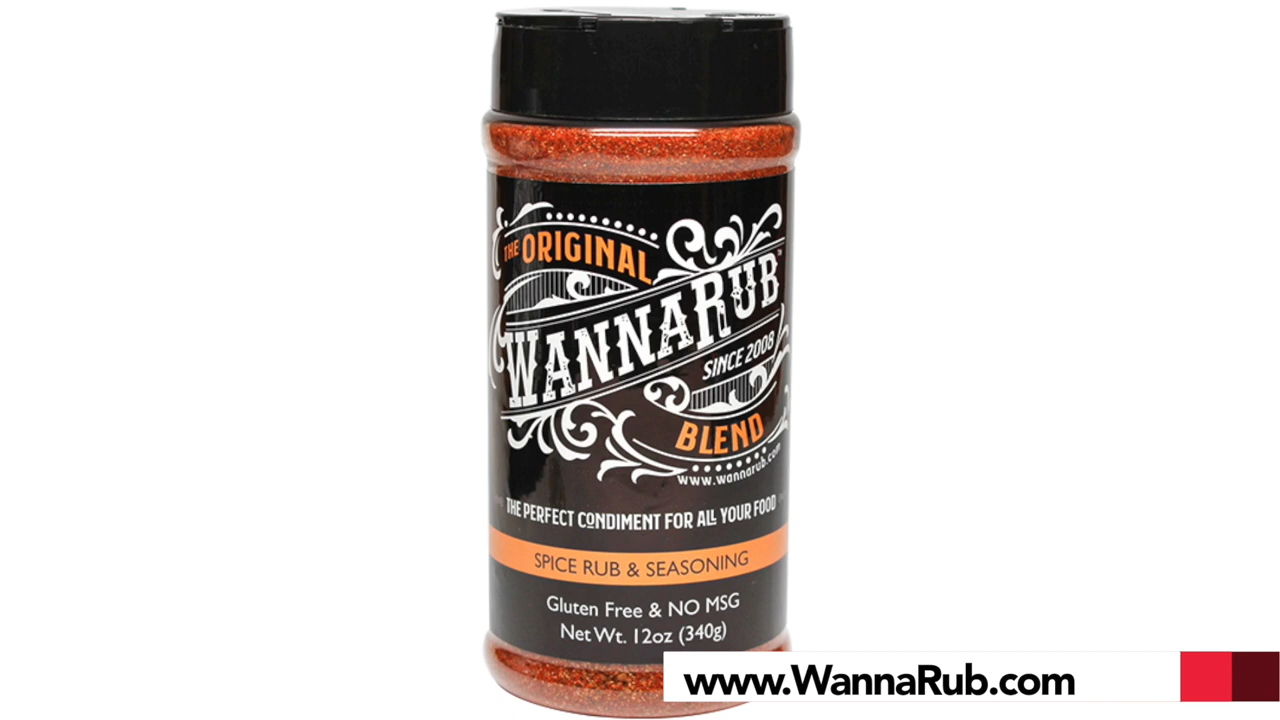 THE ORIGINAL
WANNARUB™
SINCE 2008
BLEND
www.wannarub.com
THE PERFECT CONDIMENT FOR ALL YOUR FOOD
SPICE RUB & SEASONING
Gluten Free & NO MSG
Net Wt. 12oz (340g)
www.WannaRub.com